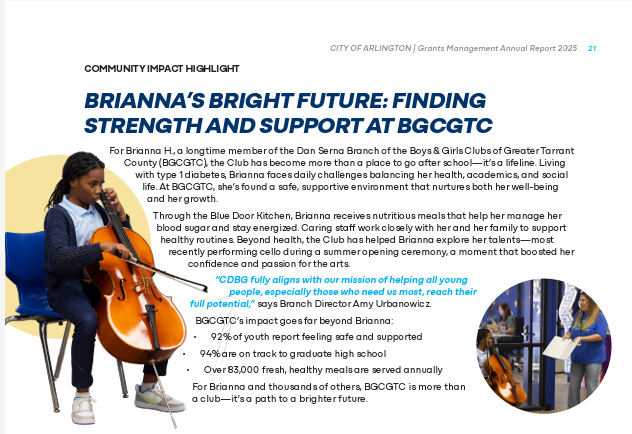 CITY OF ARLINGTON | Grants Management Annual Report 2025 21
COMMUNITY IMPACT HIGHLIGHT
BRIANNA'S BRIGHT FUTURE: FINDING
STRENGTH AND SUPPORT AT BGCGTC
For Brianna H., a longtime member of the Dan Serna Branch of the Boys & Girls Clubs of Greater Tarrant
County (BGCGTC), the Club has become more than a place to go after school—it's a lifeline. Living
with type 1 diabetes, Brianna faces daily challenges balancing her health, academics, and social
life. At BGCGTC, she's found a safe, supportive environment that nurtures both her well-being
and her growth.
Through the Blue Door Kitchen, Brianna receives nutritious meals that help her manage her
blood sugar and stay energized. Caring staff work closely with her and her family to support
healthy routines. Beyond health, the Club has helped Brianna explore her talents—most
recently performing cello during a summer opening ceremony, a moment that boosted her
confidence and passion for the arts.
"CDBG fully aligns with our mission of helping all young
people, especially those who need us most, reach their
full potential," says Branch Director Amy Urbanowicz.
BGCGTC's impact goes far beyond Brianna:
• 92% of youth report feeling safe and supported
• 94% are on track to graduate high school
• Over 83,000 fresh, healthy meals are served annually
For Brianna and thousands of others, BGCGTC is more than
a club—it's a path to a brighter future.